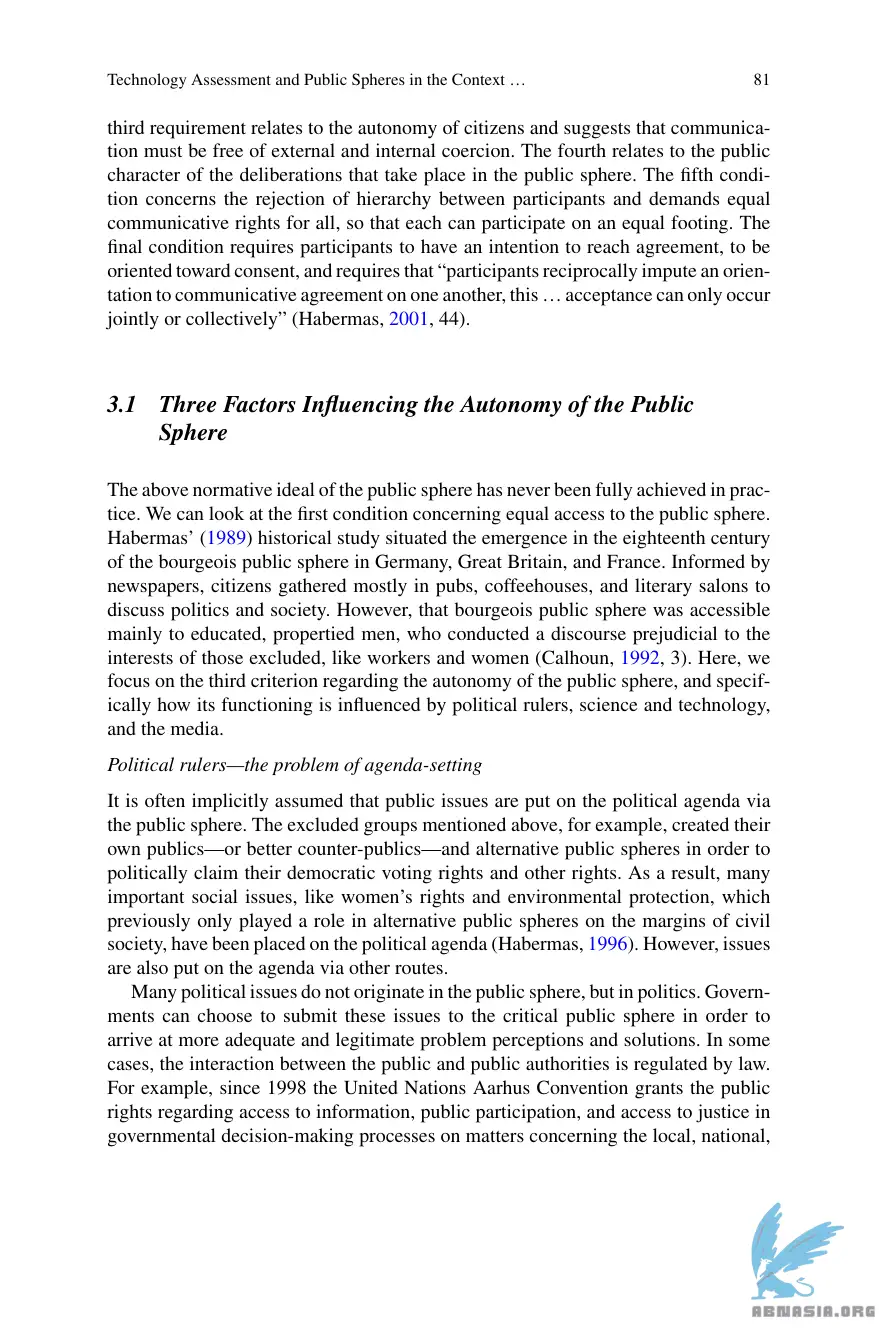 Technology Assessment and Public Spheres in the Context … 81
third requirement relates to the autonomy of citizens and suggests that communica-
tion must be free of external and internal coercion. The fourth relates to the public
character of the deliberations that take place in the public sphere. The fifth condi-
tion concerns the rejection of hierarchy between participants and demands equal
communicative rights for all, so that each can participate on an equal footing. The
final condition requires participants to have an intention to reach agreement, to be
oriented toward consent, and requires that “participants reciprocally impute an orien-
tation to communicative agreement on one another, this … acceptance can only occur
jointly or collectively” (Habermas, 2001, 44).
3.1 Three Factors Influencing the Autonomy of the Public
Sphere
The above normative ideal of the public sphere has never been fully achieved in prac-
tice. We can look at the first condition concerning equal access to the public sphere.
Habermas’ (1989) historical study situated the emergence in the eighteenth century
of the bourgeois public sphere in Germany, Great Britain, and France. Informed by
newspapers, citizens gathered mostly in pubs, coffeehouses, and literary salons to
discuss politics and society. However, that bourgeois public sphere was accessible
mainly to educated, propertied men, who conducted a discourse prejudicial to the
interests of those excluded, like workers and women (Calhoun, 1992, 3). Here, we
focus on the third criterion regarding the autonomy of the public sphere, and specif-
ically how its functioning is influenced by political rulers, science and technology,
and the media.
Political rulers—the problem of agenda-setting
It is often implicitly assumed that public issues are put on the political agenda via
the public sphere. The excluded groups mentioned above, for example, created their
own publics—or better counter-publics—and alternative public spheres in order to
politically claim their democratic voting rights and other rights. As a result, many
important social issues, like women’s rights and environmental protection, which
previously only played a role in alternative public spheres on the margins of civil
society, have been placed on the political agenda (Habermas, 1996). However, issues
are also put on the agenda via other routes.
Many political issues do not originate in the public sphere, but in politics. Govern-
ments can choose to submit these issues to the critical public sphere in order to
arrive at more adequate and legitimate problem perceptions and solutions. In some
cases, the interaction between the public and public authorities is regulated by law.
For example, since 1998 the United Nations Aarhus Convention grants the public
rights regarding access to information, public participation, and access to justice in
governmental decision-making processes on matters concerning the local, national,
ABNASIA.ORG